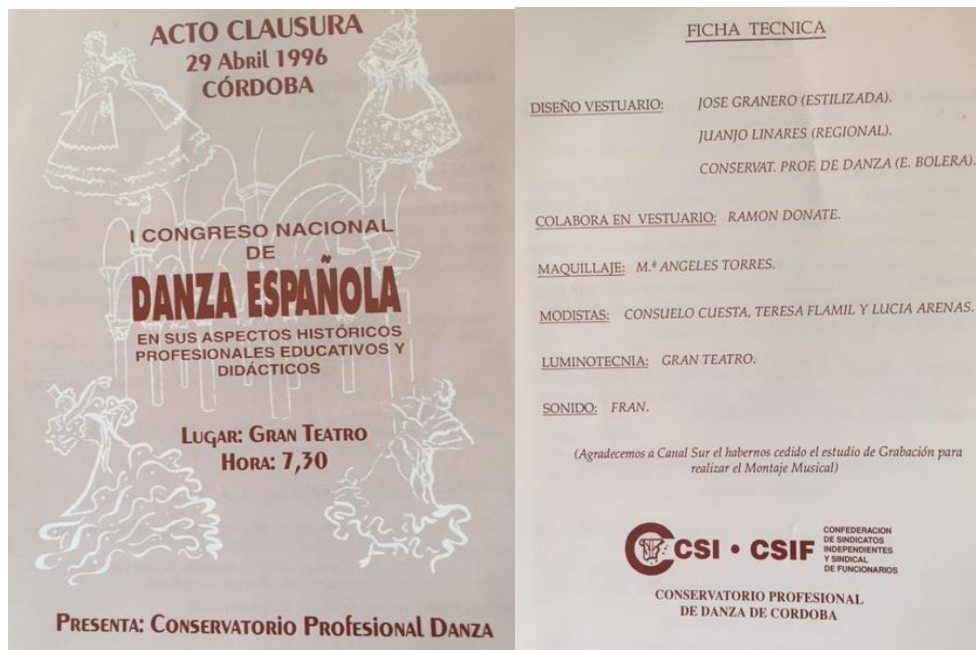 ACTO CLAUSURA
29 Abril 1996
CÓRDOBA
I CONGRESO NACIONAL
DE
DANZA ESPAÑOLA
EN SUS ASPECTOS HISTÓRICOS
PROFESIONALES EDUCATIVOS Y
DIDÁCTICOS
LUGAR: GRAN TEATRO
HORA: 7,30
PRESENTA: CONSERVATORIO PROFESIONAL DANZA
FICHA TECNICA
DISEÑO VESTUARIO: JOSE GRANERO (ESTILIZADA).
JUANJO LINARES (REGIONAL).
CONSERVAT. PROF. DE DANZA (E. BOLERA).
COLABORA EN VESTUARIO: RAMON DONATE.
MAQUILLAJE: M.ª ANGELES TORRES.
MODISTAS: CONSUELO CUESTA, TERESA FLAMIL Y LUCIA ARENAS.
LUMINOTECNIA: GRAN TEATRO.
SONIDO: FRAN.
(Agradecemos a Canal Sur el habernos cedido el estudio de Grabación para
realizar el Montaje Musical)
CSI • CSIF
CONFEDERACION
DE SINDICATOS
INDEPENDIENTES
Y SINDICAL
DE FUNCIONARIOS
CONSERVATORIO PROFESIONAL
DE DANZA DE CORDOBA